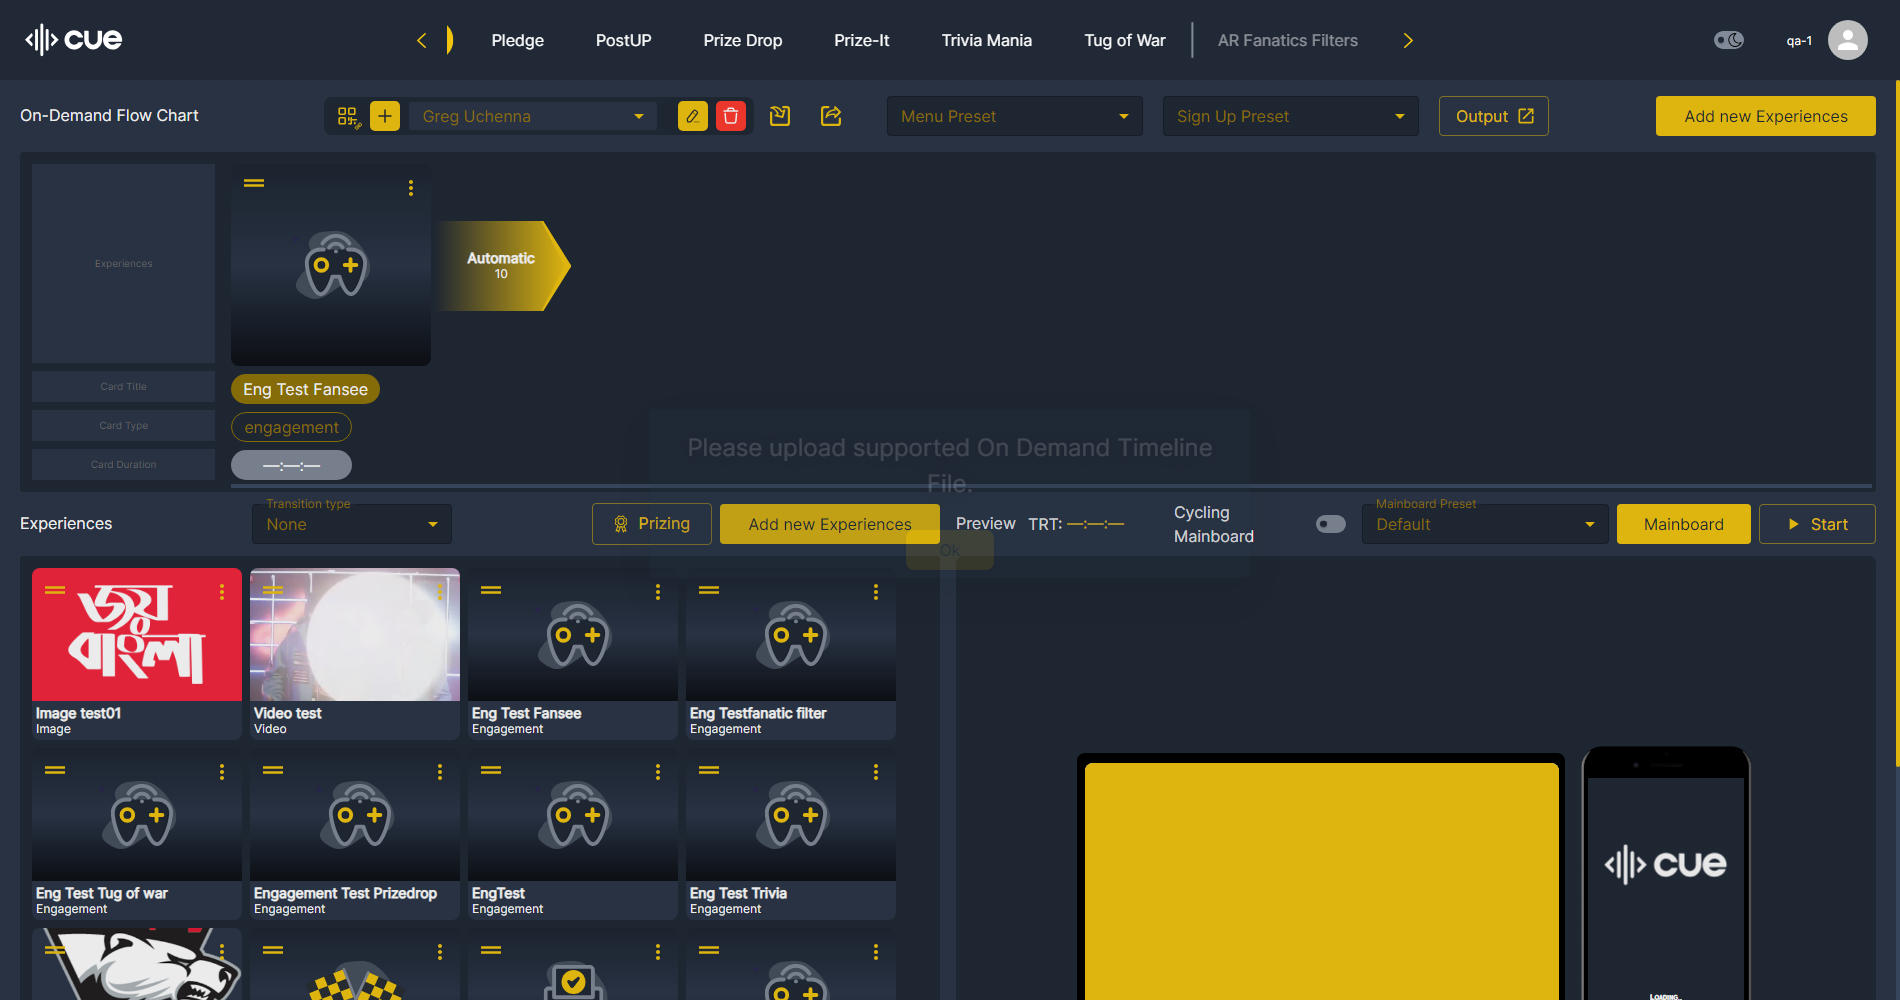 cue
Pledge
PostUP
Prize Drop
Prize-It
Trivia Mania
Tug of War
AR Fanatics Filters
qa-1
On-Demand Flow Chart
Greg Uchenna
Menu Preset
Sign Up Preset
Output
Add new Experiences
Experiences
Automatic
10
Card Title
Eng Test Fansee
Card Type
engagement
Card Duration
—:—:—
Please upload supported On Demand Timeline
File.
Ok
Experiences
Transition type
None
Prizing
Add new Experiences
Preview
TRT: —:—:—
Cycling
Mainboard
Mainboard Preset
Default
Mainboard
Start
জয়
বাংলা
Image test01
Image
Video test
Video
Eng Test Fansee
Engagement
Eng Testfanatic filter
Engagement
Eng Test Tug of war
Engagement
Engagement Test Prizedrop
Engagement
EngTest
Engagement
Eng Test Trivia
Engagement
cue
LOADING..